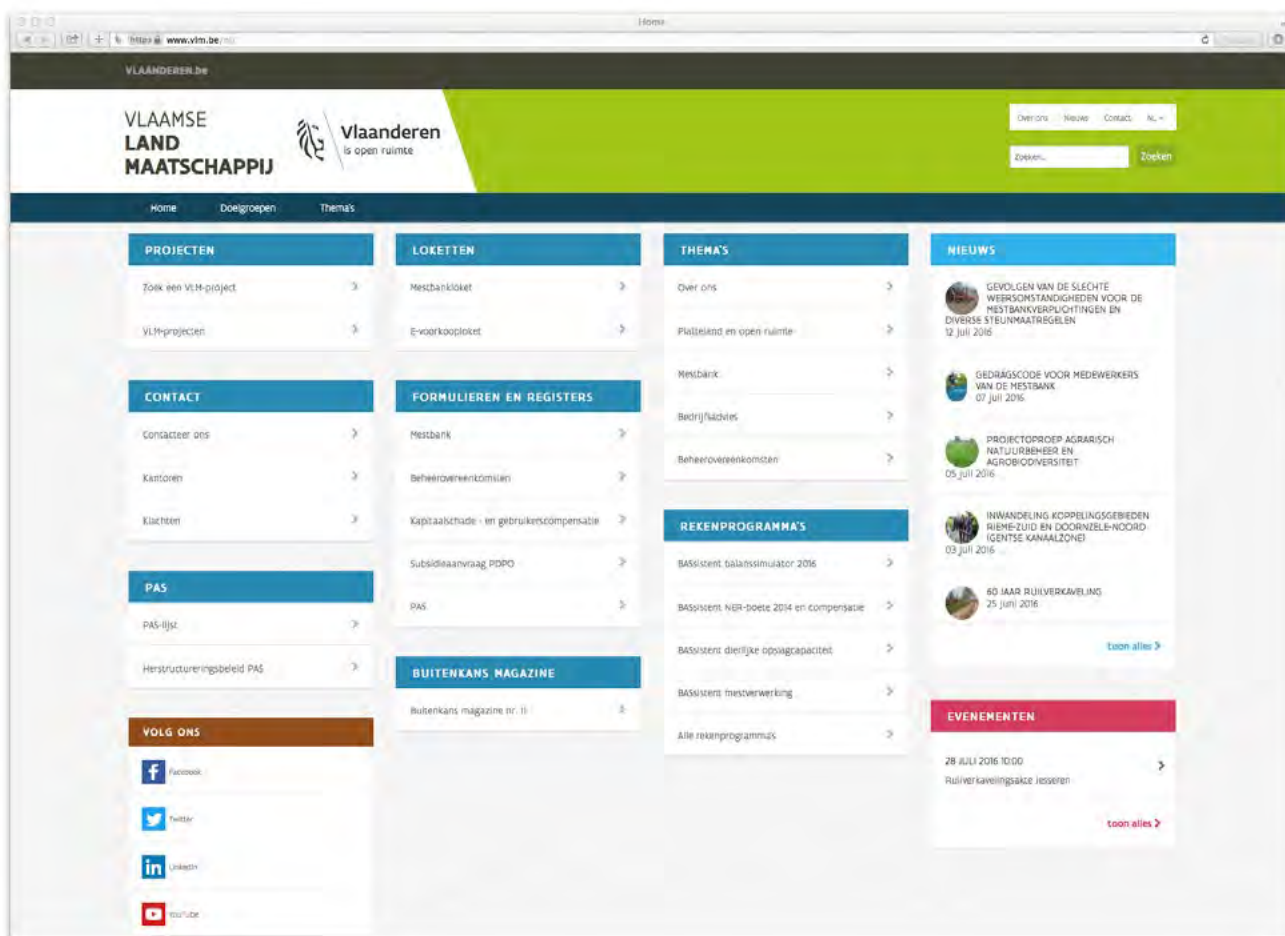 Home
https www.vlm.be/nl/
VLAANDEREN.be
VLAAMSE
LAND
MAATSCHAPPIJ
Vlaanderen
is open ruimte
Over ons Nieuws Contact NL
Zoeken...
Zoeken
Home Doelgroepen Thema's
PROJECTEN
Zoek een VLM-project
VLM-projecten
CONTACT
Contacteer ons
Kantoren
Klachten
PAS
PAS-lijst
Herstructureringsbeleid PAS
VOLG ONS
Facebook
Twitter
LinkedIn
YouTube
LOKETTEN
Mestbankloket
E-voorkooploket
FORMULIEREN EN REGISTERS
Mestbank
Beheerovereenkomsten
Kapitaalschade - en gebruikerscompensatie
Subsidieaanvraag PDPO
PAS
BUITENKANS MAGAZINE
Buitenkans magazine nr. 11
THEMA'S
Over ons
Platteland en open ruimte
Mestbank
Bedrijfsadvies
Beheerovereenkomsten
REKENPROGRAMMA'S
BASsistent balanssimulator 2016
BASsistent NER-boete 2014 en compensatie
BASsistent dierlijke opslagcapaciteit
BASsistent mestverwerking
Alle rekenprogramma's
NIEUWS
GEVOLGEN VAN DE SLECHTE
WEERSOMSTANDIGHEDEN VOOR DE
MESTBANKVERPLICHTINGEN EN
DIVERSE STEUNMAATREGELEN
12 juli 2016
GEDRAGSCODE VOOR MEDEWERKERS
VAN DE MESTBANK
07 juli 2016
PROJECTOPROEP AGRARISCH
NATUURBEHEER EN
AGROBIODIVERSITEIT
05 juli 2016
INWANDELING KOPPELINGSGEBIEDEN
RIEME-ZUID EN DOORNZELE-NOORD
(GENTSE KANAALZONE)
03 juli 2016
60 JAAR RUILVERKAVELING
25 juni 2016
toon alles
EVENEMENTEN
28 JULI 2016 10:00
Ruilverkavelingsakte Jesseren
toon alles